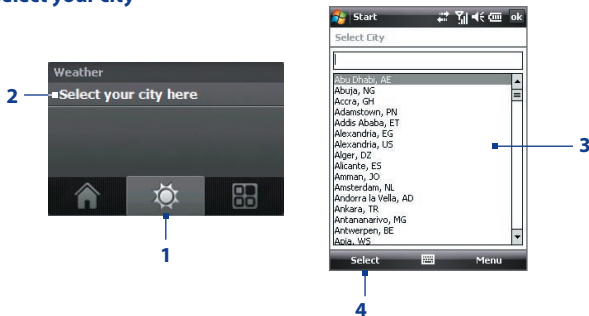 Select your city
Weather
2
Select your city here
1
Start
ok
Select City
Abu Dhabi, AE
Abuja, NG
Accra, GH
Adamstown, PN
Addis Ababa, ET
Alexandria, EG
Alexandria, US
Alger, DZ
Alicante, ES
Amman, JO
Amsterdam, NL
Andorra la Vella, AD
Ankara, TR
Antananarivo, MG
Antwerpen, BE
Apia, WS
3
Select
Menu
4